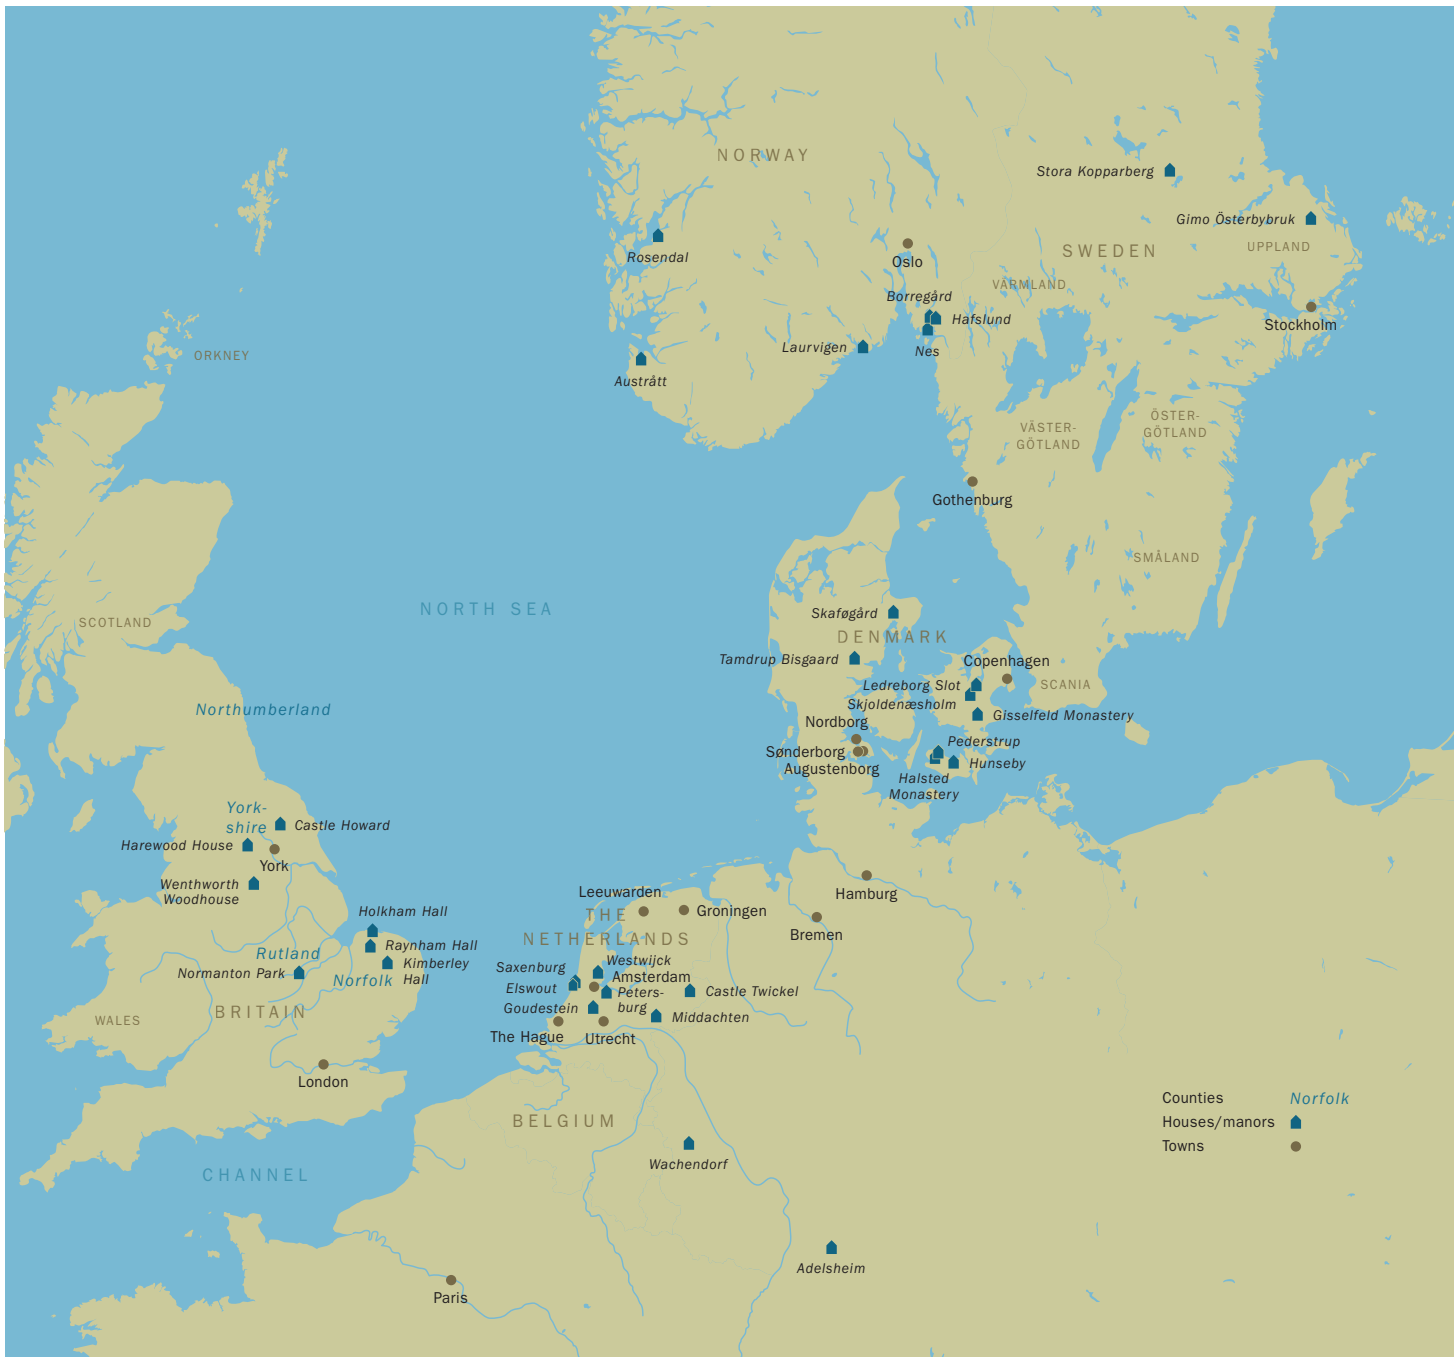 NORWAY
Stora Kopparberg
Gimo Österbybruk
UPPLAND
SWEDEN
Rosendal
Oslo
VÄRMLAND
Borregård
Hafslund
Stockholm
Laurvigen
Nes
ORKNEY
Austrått
VÄSTER-
GÖTLAND
ÖSTER-
GÖTLAND
Gothenburg
SMÅLAND
NORTH SEA
SCOTLAND
Skaføgård
DENMARK
Tamdrup Bisgaard
Copenhagen
Ledreborg Slot
SCANIA
Skjoldenæsholm
Gisselfeld Monastery
Northumberland
Nordborg
Pederstrup
Sønderborg
Hunseby
Augustenborg
Halsted
Monastery
York-
shire
Castle Howard
Harewood House
York
Wenthworth
Woodhouse
Leeuwarden
Hamburg
Holkham Hall
THE
NETHERLANDS
Groningen
Bremen
Raynham Hall
Rutland
Kimberley
Hall
Normanton Park
Norfolk
Saxenburg
Westwijck
Amsterdam
Elswout
Peters-
burg
Castle Twickel
Goudestein
Middachten
BRITAIN
WALES
The Hague
Utrecht
London
BELGIUM
Counties
Norfolk
Houses/manors
Towns
CHANNEL
Wachendorf
Adelsheim
Paris